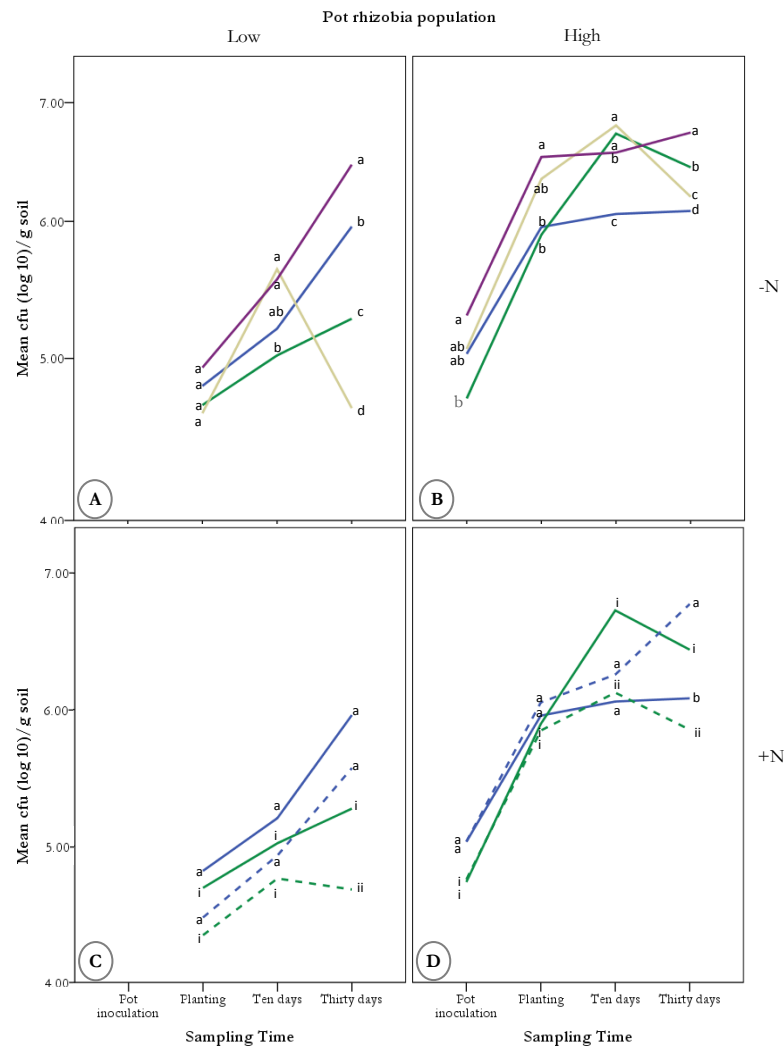 Pot rhizobia population
Low
High
7.00
6.00
5.00
4.00
Mean cfu (log 10)/ g soil
a
b
c
d
a
a
ab
b
a
a
a
a
A
a
a
a
b
b
c
d
a
b
c
a
ab
b
b
a
ab
ab
b
B
-N
7.00
6.00
5.00
4.00
Mean cfu (log 10)/ g soil
a
a
i
ii
a
i
a
i
a
i
a
i
C
i
a
a
i
a
ii
a
b
ii
a
a
i
i
a
a
i
i
D
+N
Pot inoculation
Planting
Ten days
Thirty days
Pot inoculation
Planting
Ten days
Thirty days
Sampling Time
Sampling Time